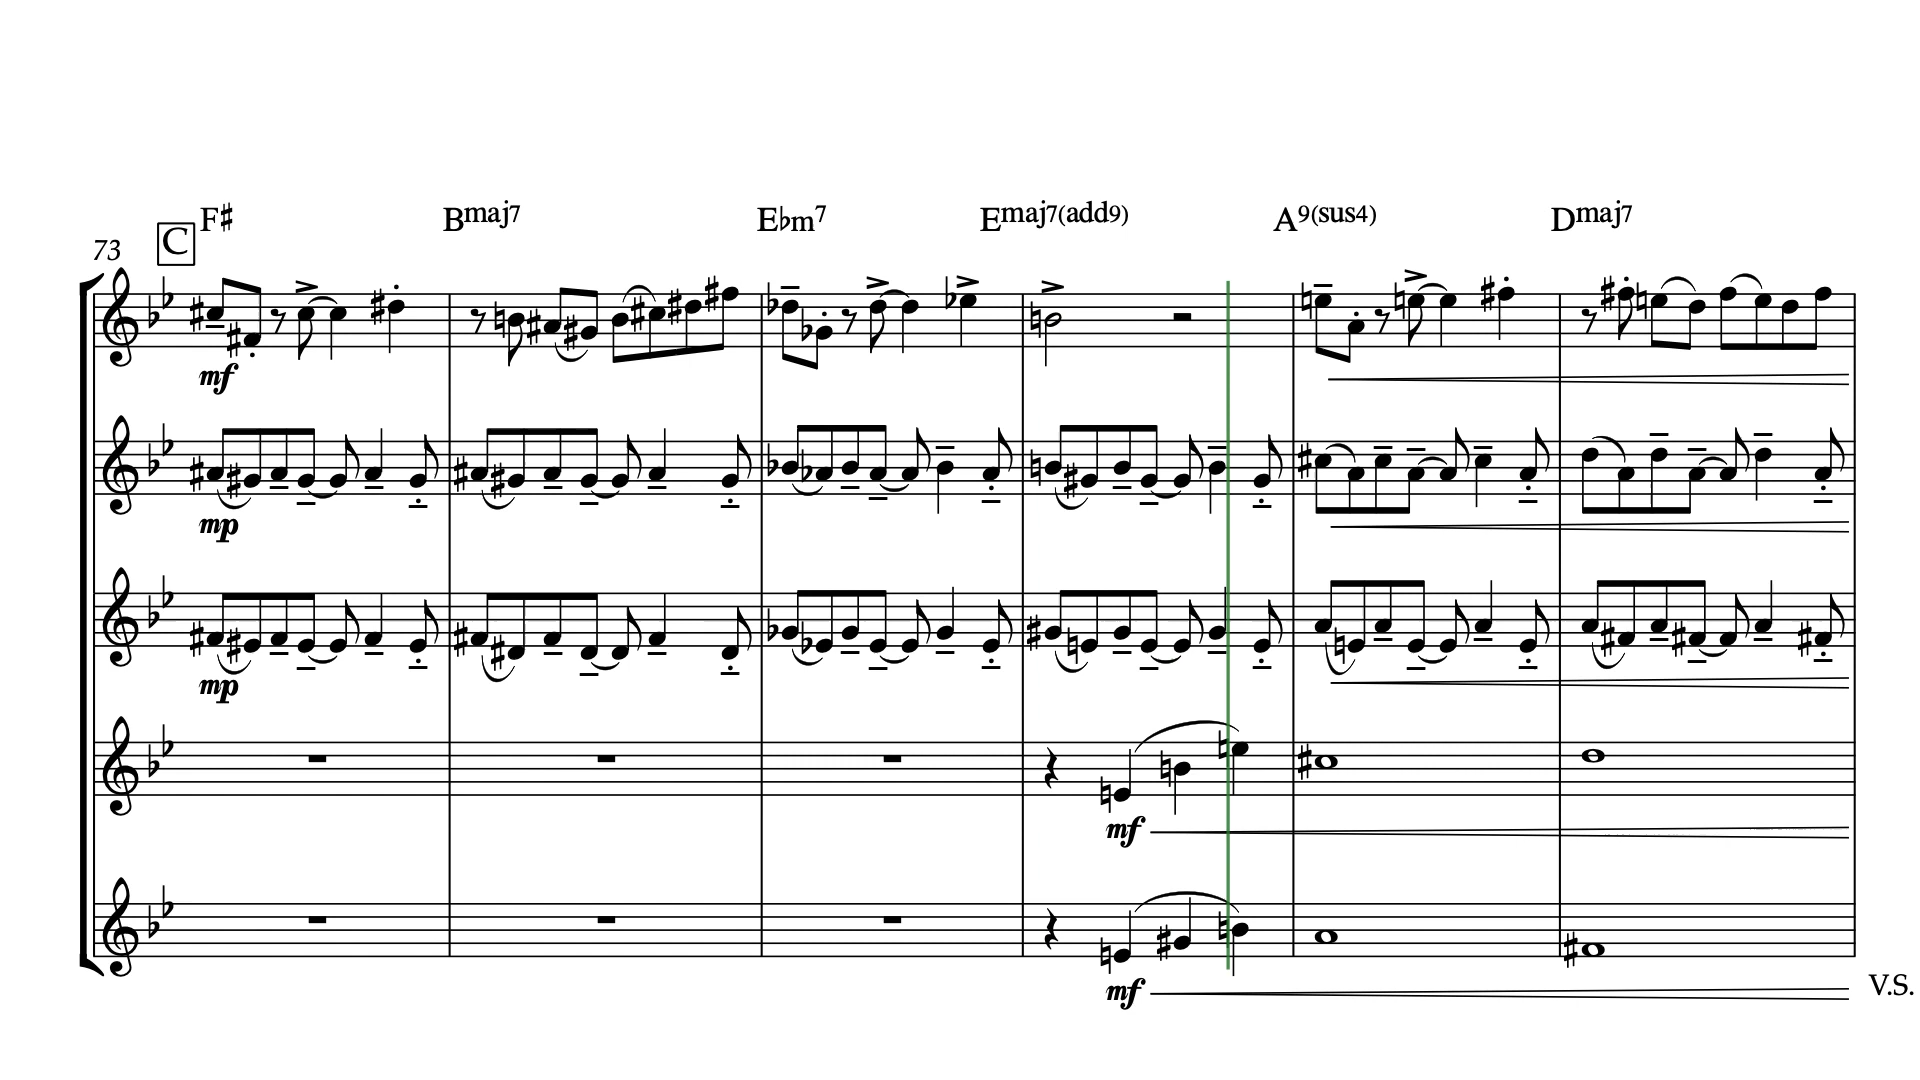 F♯ Bmaj7 E♭m7 Emaj7(add9) A9(sus4) Dmaj7
73 C
mf
mp
mp
mf
mf
V.S.